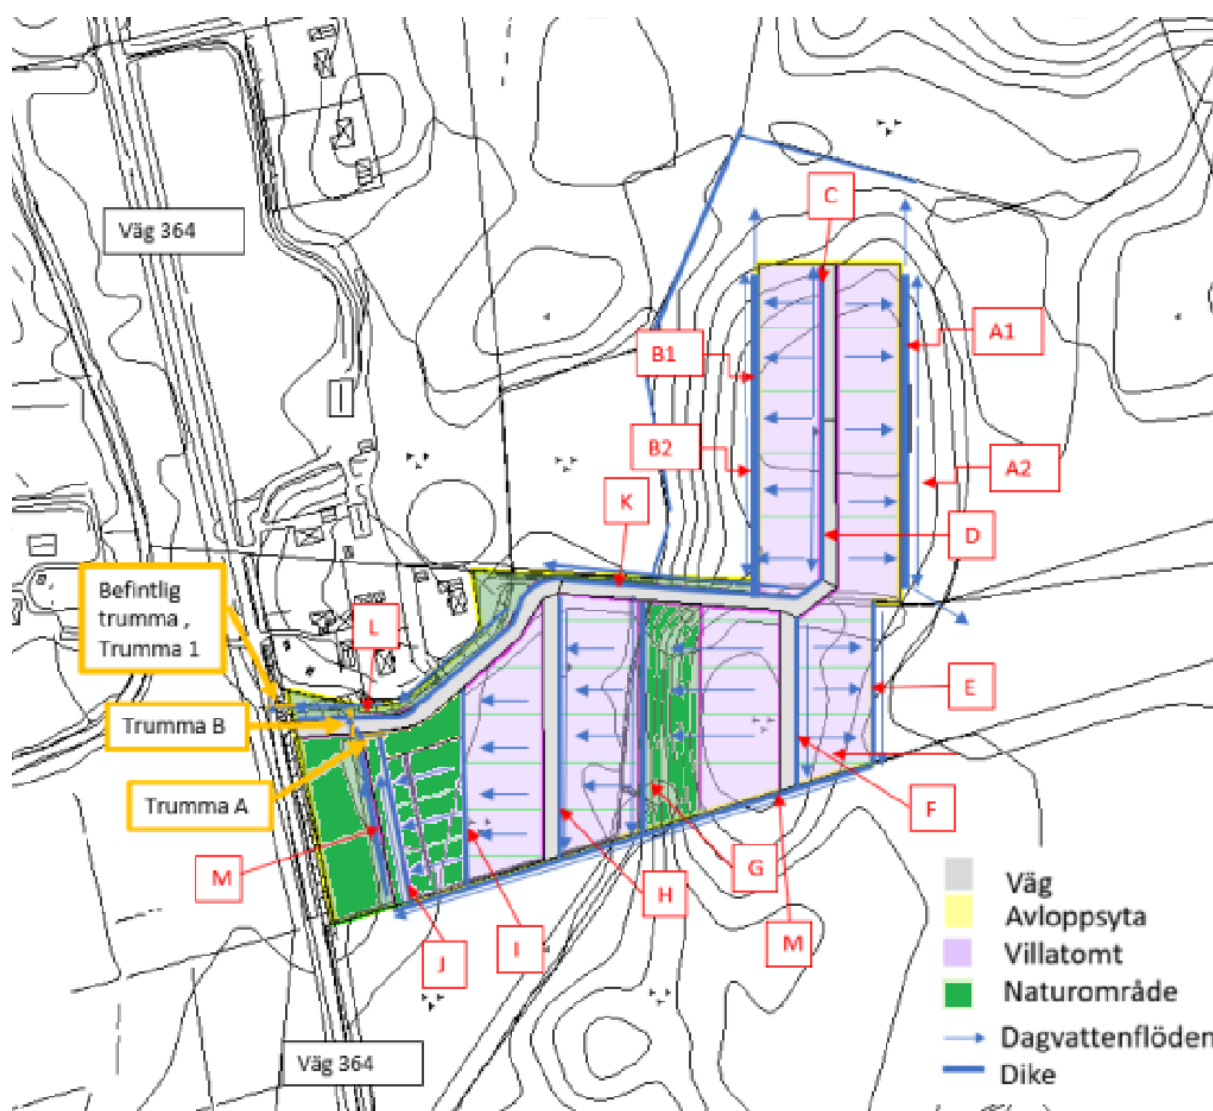 C
Väg 364
A1
B1
B2
A2
K
D
Befintlig
trumma ,
Trumma 1
L
E
Trumma B
Trumma A
F
M
G
H
Väg
Avloppsyta
M
I
J
Villatomt
Naturområde
Dagvattenflöden
Väg 364
Dike